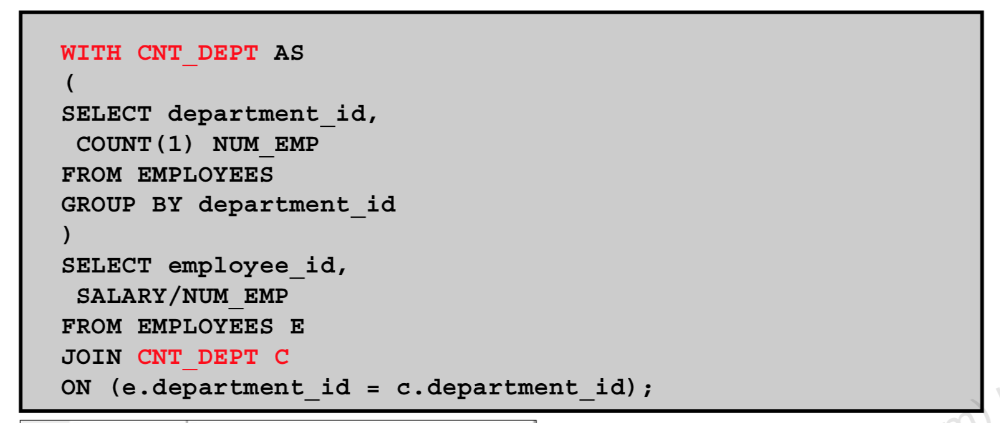 WITH CNT_DEPT AS
(
SELECT department_id,
COUNT(1) NUM_EMP
FROM EMPLOYEES
GROUP BY department_id
)
SELECT employee_id,
SALARY/NUM_EMP
FROM EMPLOYEES E
JOIN CNT_DEPT C
ON (e.department_id = c.department_id);